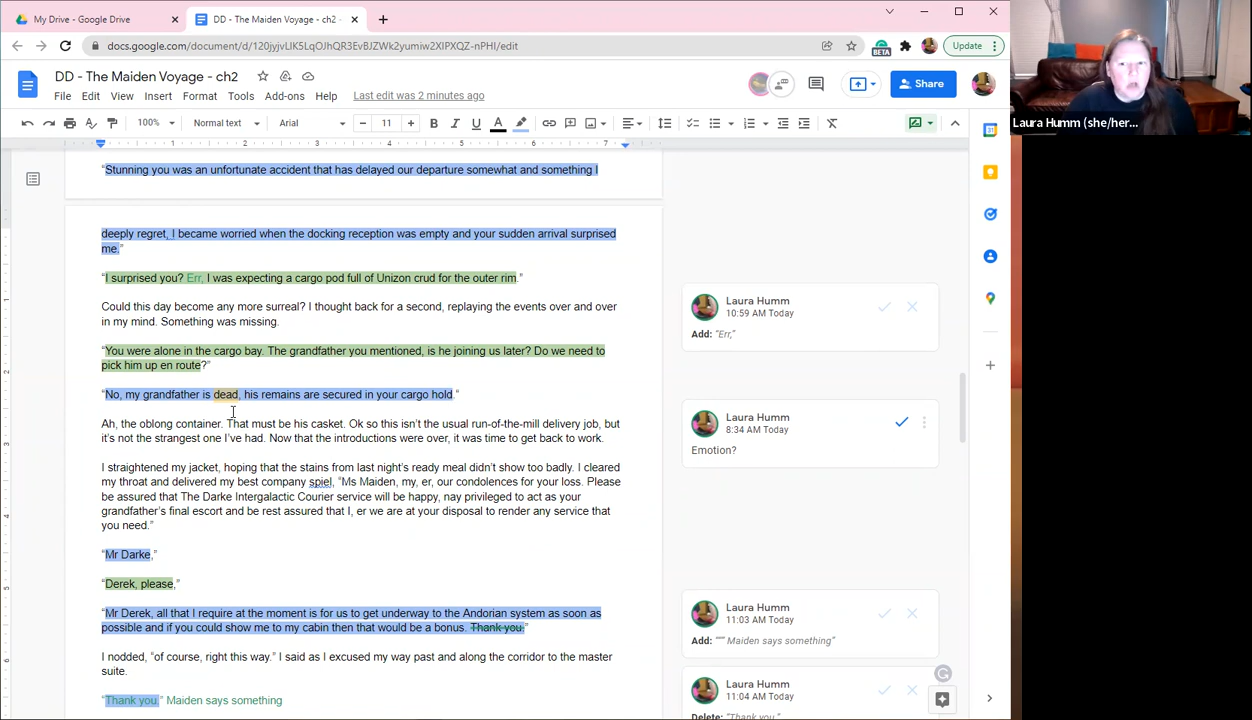 My Drive - Google Drive
DD - The Maiden Voyage - ch2 -
docs.google.com/document/d/120jyjvLIK5LqOJhQR3EvBJZWk2yumiw2XIPXQZ-nPHI/edit
BETA
Update
DD - The Maiden Voyage - ch2
File Edit View Insert Format Tools Add-ons Help Last edit was 2 minutes ago
Share
Laura Humm (she/her...
100% Normal text Arial 11
1 2 3 4 5 6 7
“Stunning you was an unfortunate accident that has delayed our departure somewhat and something I
deeply regret, I became worried when the docking reception was empty and your sudden arrival surprised
me.”
“I surprised you? Err, I was expecting a cargo pod full of Unizon crud for the outer rim.”
Could this day become any more surreal? I thought back for a second, replaying the events over and over
in my mind. Something was missing.
“You were alone in the cargo bay. The grandfather you mentioned, is he joining us later? Do we need to
pick him up en route?”
“No, my grandfather is dead, his remains are secured in your cargo hold.”
Ah, the oblong container. That must be his casket. Ok so this isn’t the usual run-of-the-mill delivery job, but
it’s not the strangest one I’ve had. Now that the introductions were over, it was time to get back to work.
I straightened my jacket, hoping that the stains from last night’s ready meal didn’t show too badly. I cleared
my throat and delivered my best company spiel, “Ms Maiden, my, er, our condolences for your loss. Please
be assured that The Darke Intergalactic Courier service will be happy, nay privileged to act as your
grandfather’s final escort and be rest assured that I, er we are at your disposal to render any service that
you need.”
“Mr Darke,”
“Derek, please,”
“Mr Derek, all that I require at the moment is for us to get underway to the Andorian system as soon as
possible and if you could show me to my cabin then that would be a bonus. Thank you.”
I nodded, “of course, right this way.” I said as I excused my way past and along the corridor to the master
suite.
“Thank you.” Maiden says something
1
2
3
4
5
6
Laura Humm
10:59 AM Today
Add: “Err,”
Laura Humm
8:34 AM Today
Emotion?
Laura Humm
11:03 AM Today
Add: “”” Maiden says something”
Laura Humm
11:04 AM Today
Delete: “Thank you.”